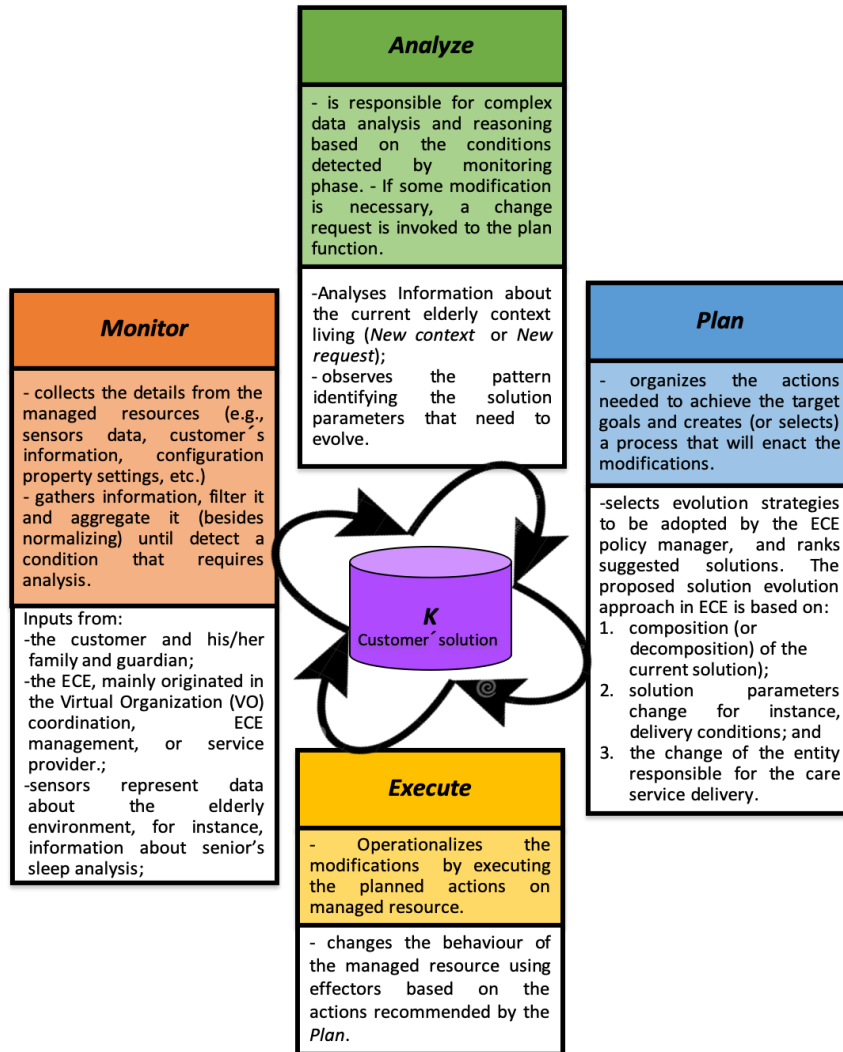 Analyze
- is responsible for complex
data analysis and reasoning
based on the conditions
detected by monitoring
phase. - If some modification
is necessary, a change
request is invoked to the plan
function.
-Analyses Information about
the current elderly context
living (New context or New
request);
- observes the pattern
identifying the solution
parameters that need to
evolve.
Monitor
- collects the details from the
managed resources (e.g.,
sensors data, customer´s
information, configuration
property settings, etc.)
- gathers information, filter it
and aggregate it (besides
normalizing) until detect a
condition that requires
analysis.
Inputs from:
-the customer and his/her
family and guardian;
-the ECE, mainly originated in
the Virtual Organization (VO)
coordination, ECE
management, or service
provider.;
-sensors represent data
about the elderly
environment, for instance,
information about senior’s
sleep analysis;
K
Customer´solution
Plan
- organizes the actions
needed to achieve the target
goals and creates (or selects)
a process that will enact the
modifications.
-selects evolution strategies
to be adopted by the ECE
policy manager, and ranks
suggested solutions. The
proposed solution evolution
approach in ECE is based on:
1. composition (or
decomposition) of the
current solution);
2. solution parameters
change for instance,
delivery conditions; and
3. the change of the entity
responsible for the care
service delivery.
Execute
- Operationalizes the
modifications by executing
the planned actions on
managed resource.
- changes the behaviour of
the managed resource using
effectors based on the
actions recommended by the
Plan.